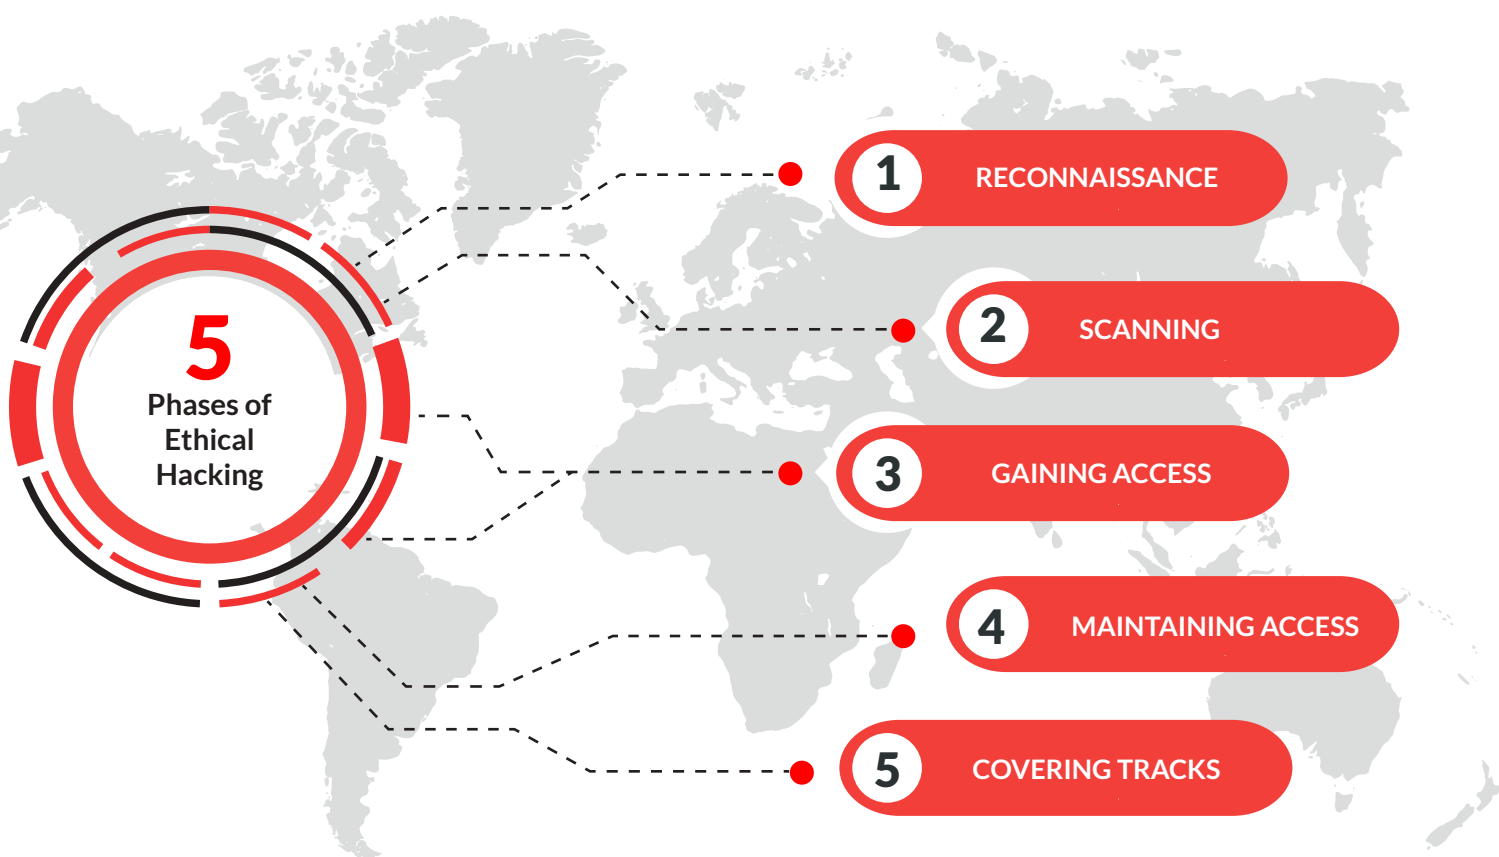 5
Phases of
Ethical
Hacking
1 RECONNAISSANCE
2 SCANNING
3 GAINING ACCESS
4 MAINTAINING ACCESS
5 COVERING TRACKS